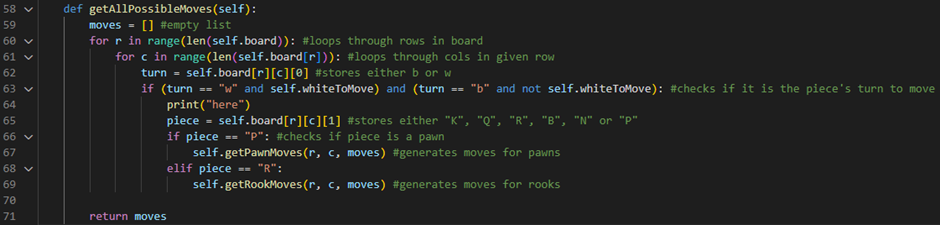 58 def getAllPossibleMoves(self):
59 moves = [] #empty list
60 for r in range(len(self.board)): #loops through rows in board
61 for c in range(len(self.board[r])): #loops through cols in given row
62 turn = self.board[r][c][0] #stores either b or w
63 if (turn == "w" and self.whiteToMove) and (turn == "b" and not self.whiteToMove): #checks if it is the piece's turn to move
64 print("here")
65 piece = self.board[r][c][1] #stores either "K", "Q", "R", "B", "N" or "P"
66 if piece == "P": #checks if piece is a pawn
67 self.getPawnMoves(r, c, moves) #generates moves for pawns
68 elif piece == "R":
69 self.getRookMoves(r, c, moves) #generates moves for rooks
70
71 return moves